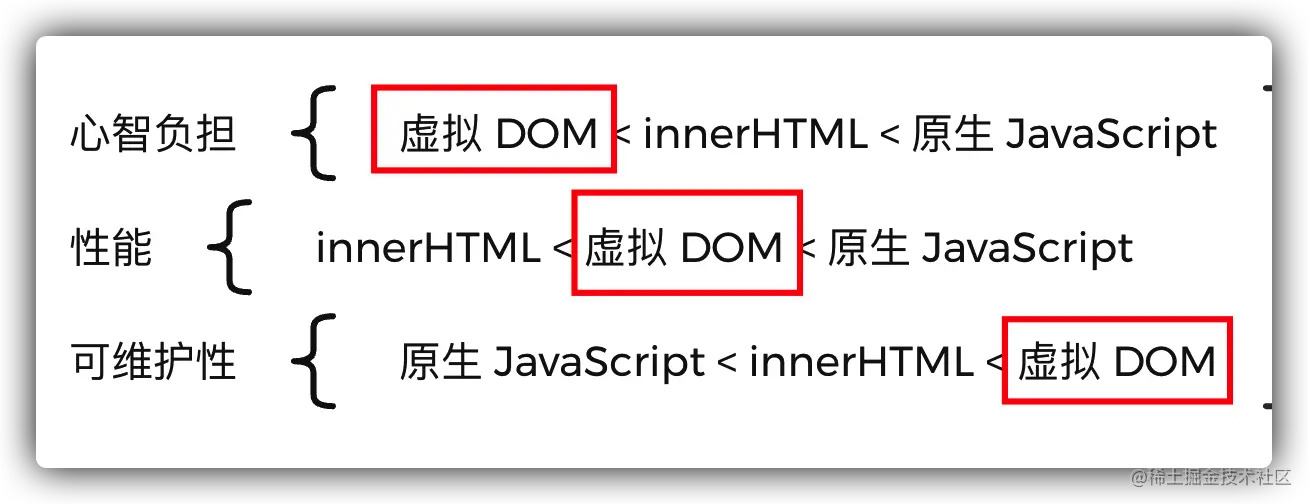 心智负担 { 虚拟 DOM < innerHTML < 原生 JavaScript
性能 { innerHTML < 虚拟 DOM < 原生 JavaScript
可维护性 { 原生 JavaScript < innerHTML < 虚拟 DOM
@稀土掘金技术社区